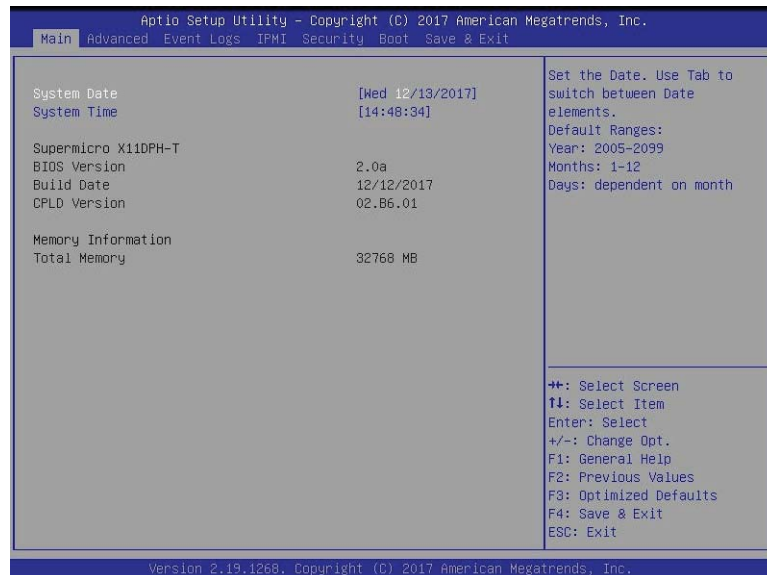 Aptio Setup Utility – Copyright (C) 2017 American Megatrends, Inc.
Main Advanced Event Logs IPMI Security Boot Save & Exit
System Date [Wed 12/13/2017]
System Time [14:48:34]
Supermicro X11DPH-T
BIOS Version 2.0a
Build Date 12/12/2017
CPLD Version 02.B6.01
Memory Information
Total Memory 32768 MB
Set the Date. Use Tab to
switch between Date
elements.
Default Ranges:
Year: 2005-2099
Months: 1-12
Days: dependent on month
→←: Select Screen
↑↓: Select Item
Enter: Select
+/-: Change Opt.
F1: General Help
F2: Previous Values
F3: Optimized Defaults
F4: Save & Exit
ESC: Exit
Version 2.19.1268. Copyright (C) 2017 American Megatrends, Inc.